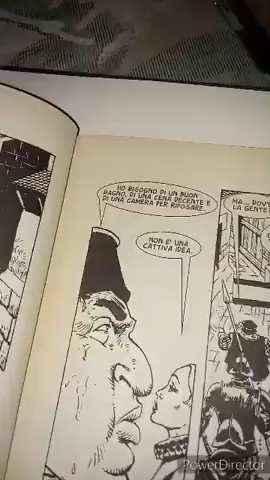 HO BISOGNO DI UN BUON
BAGNO, DI UNA CENA DECENTE E
DI UNA CAMERA PER RIPOSARE.
NON E' UNA
CATTIVA IDEA.
MA... DOV'
LA GENTE
PowerDirector